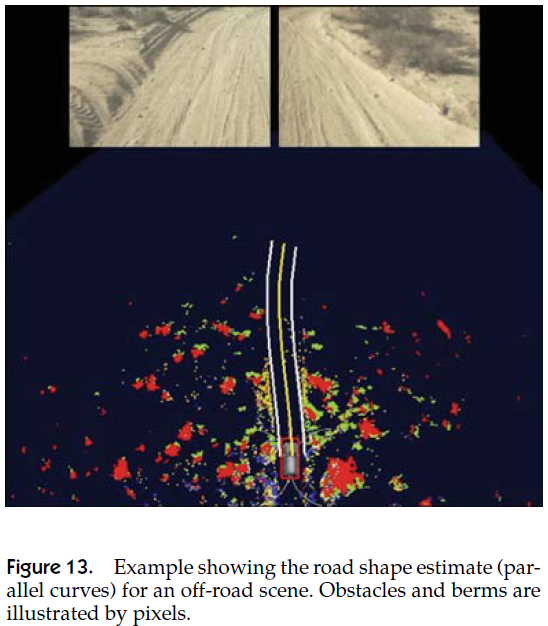 Figure 13. Example showing the road shape estimate (par-
allel curves) for an off-road scene. Obstacles and berms are
illustrated by pixels.